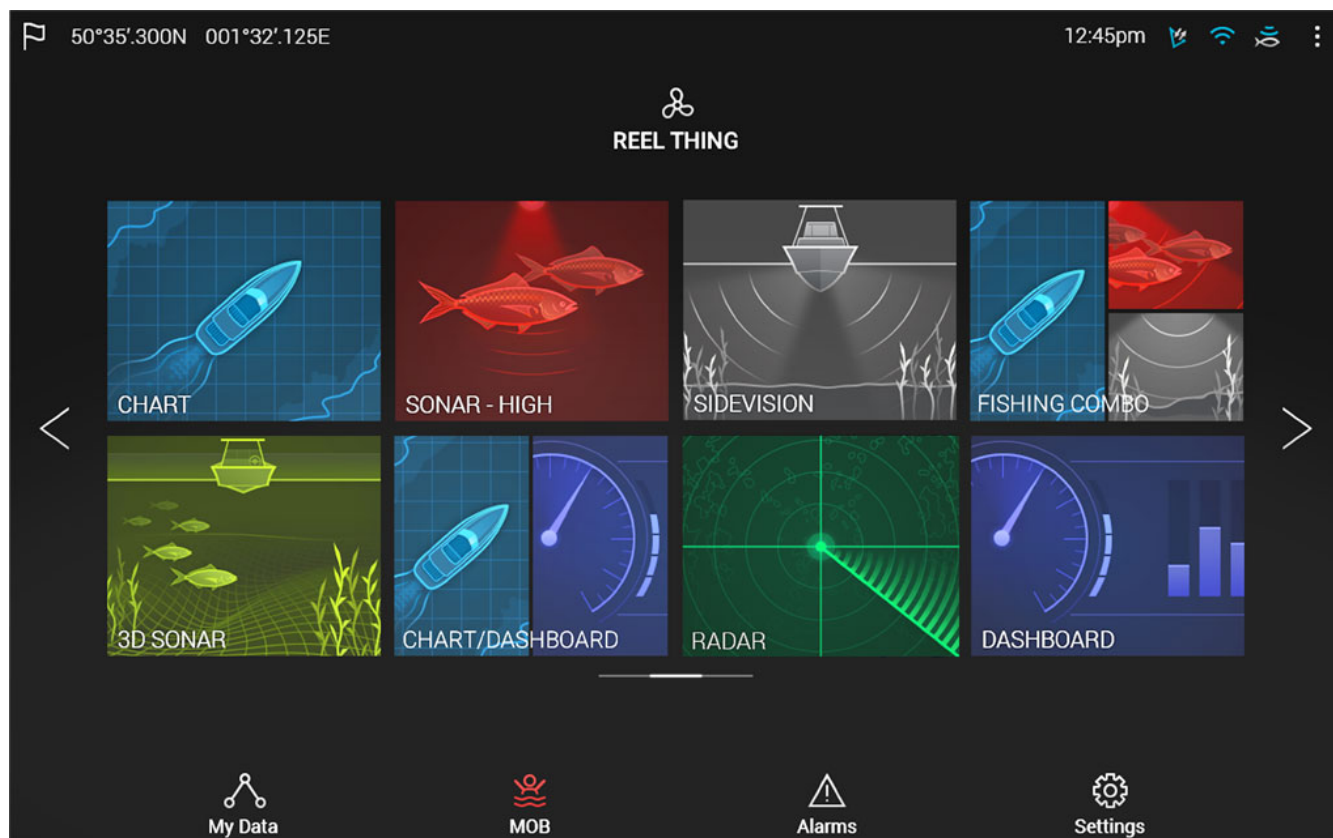 50°35'.300N 001°32'.125E 12:45pm
REEL THING
CHART SONAR - HIGH SIDEVISION FISHING COMBO
3D SONAR CHART/DASHBOARD RADAR DASHBOARD
My Data MOB Alarms Settings